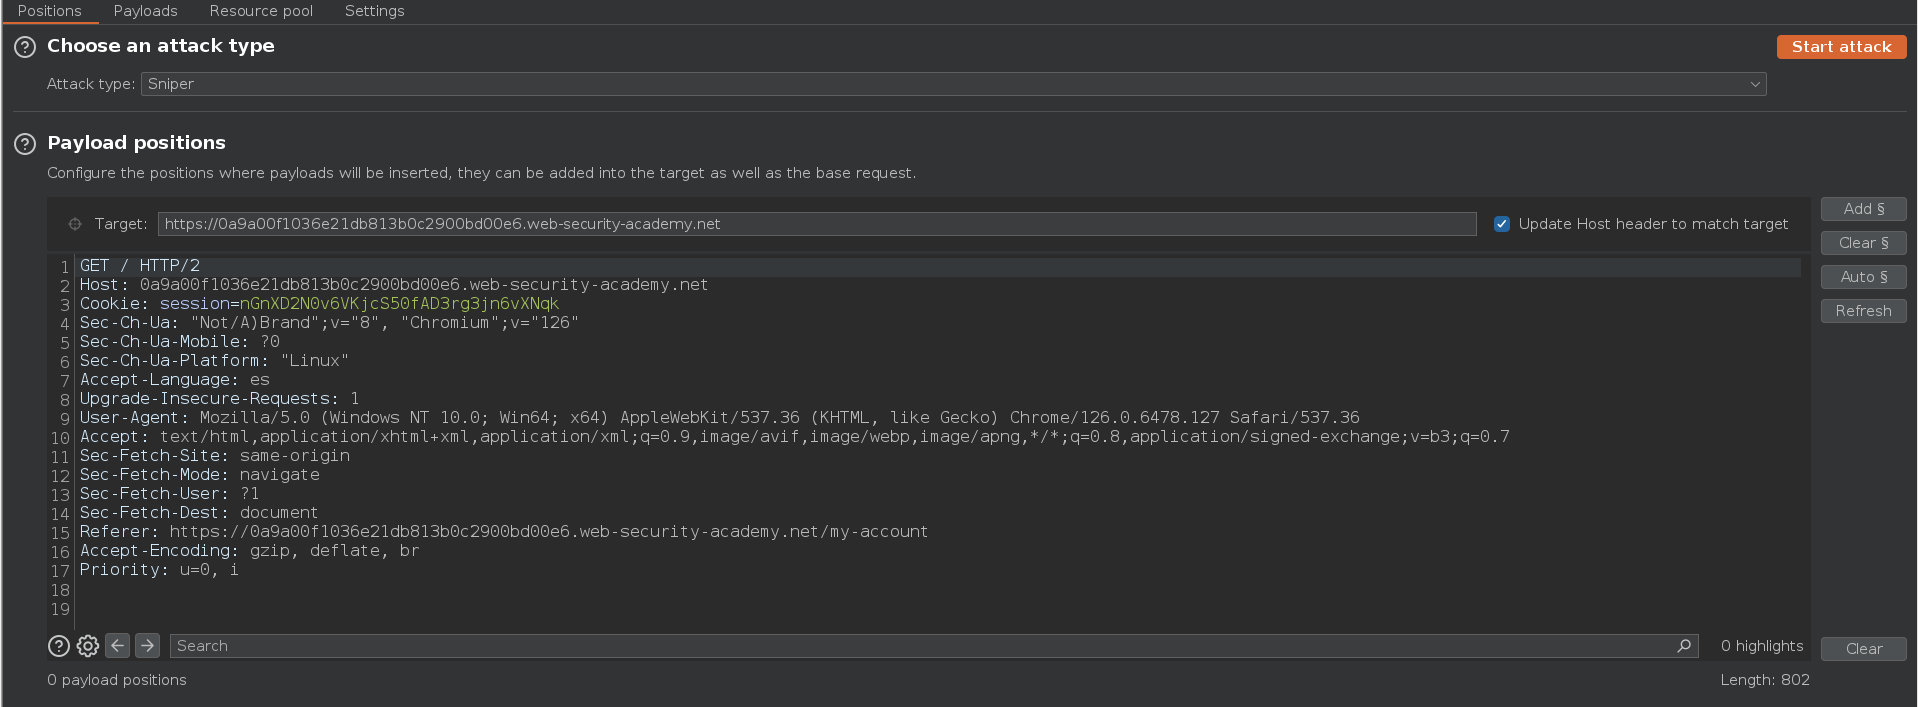 Positions Payloads Resource pool Settings
Choose an attack type
Start attack
Attack type: Sniper
Payload positions
Configure the positions where payloads will be inserted, they can be added into the target as well as the base request.
Target: https://0a9a00f1036e21db813b0c2900bd00e6.web-security-academy.net Update Host header to match target
Add §
Clear §
Auto §
Refresh
1 GET / HTTP/2
2 Host: 0a9a00f1036e21db813b0c2900bd00e6.web-security-academy.net
3 Cookie: session=nGnXD2N0v6VKjcS50fAD3rg3jn6vXNqk
4 Sec-Ch-Ua: "Not/A)Brand";v="8", "Chromium";v="126"
5 Sec-Ch-Ua-Mobile: ?0
6 Sec-Ch-Ua-Platform: "Linux"
7 Accept-Language: es
8 Upgrade-Insecure-Requests: 1
9 User-Agent: Mozilla/5.0 (Windows NT 10.0; Win64; x64) AppleWebKit/537.36 (KHTML, like Gecko) Chrome/126.0.6478.127 Safari/537.36
10 Accept: text/html,application/xhtml+xml,application/xml;q=0.9,image/avif,image/webp,image/apng,*/*;q=0.8,application/signed-exchange;v=b3;q=0.7
11 Sec-Fetch-Site: same-origin
12 Sec-Fetch-Mode: navigate
13 Sec-Fetch-User: ?1
14 Sec-Fetch-Dest: document
15 Referer: https://0a9a00f1036e21db813b0c2900bd00e6.web-security-academy.net/my-account
16 Accept-Encoding: gzip, deflate, br
17 Priority: u=0, i
18
19
Search 0 highlights Clear
0 payload positions Length: 802